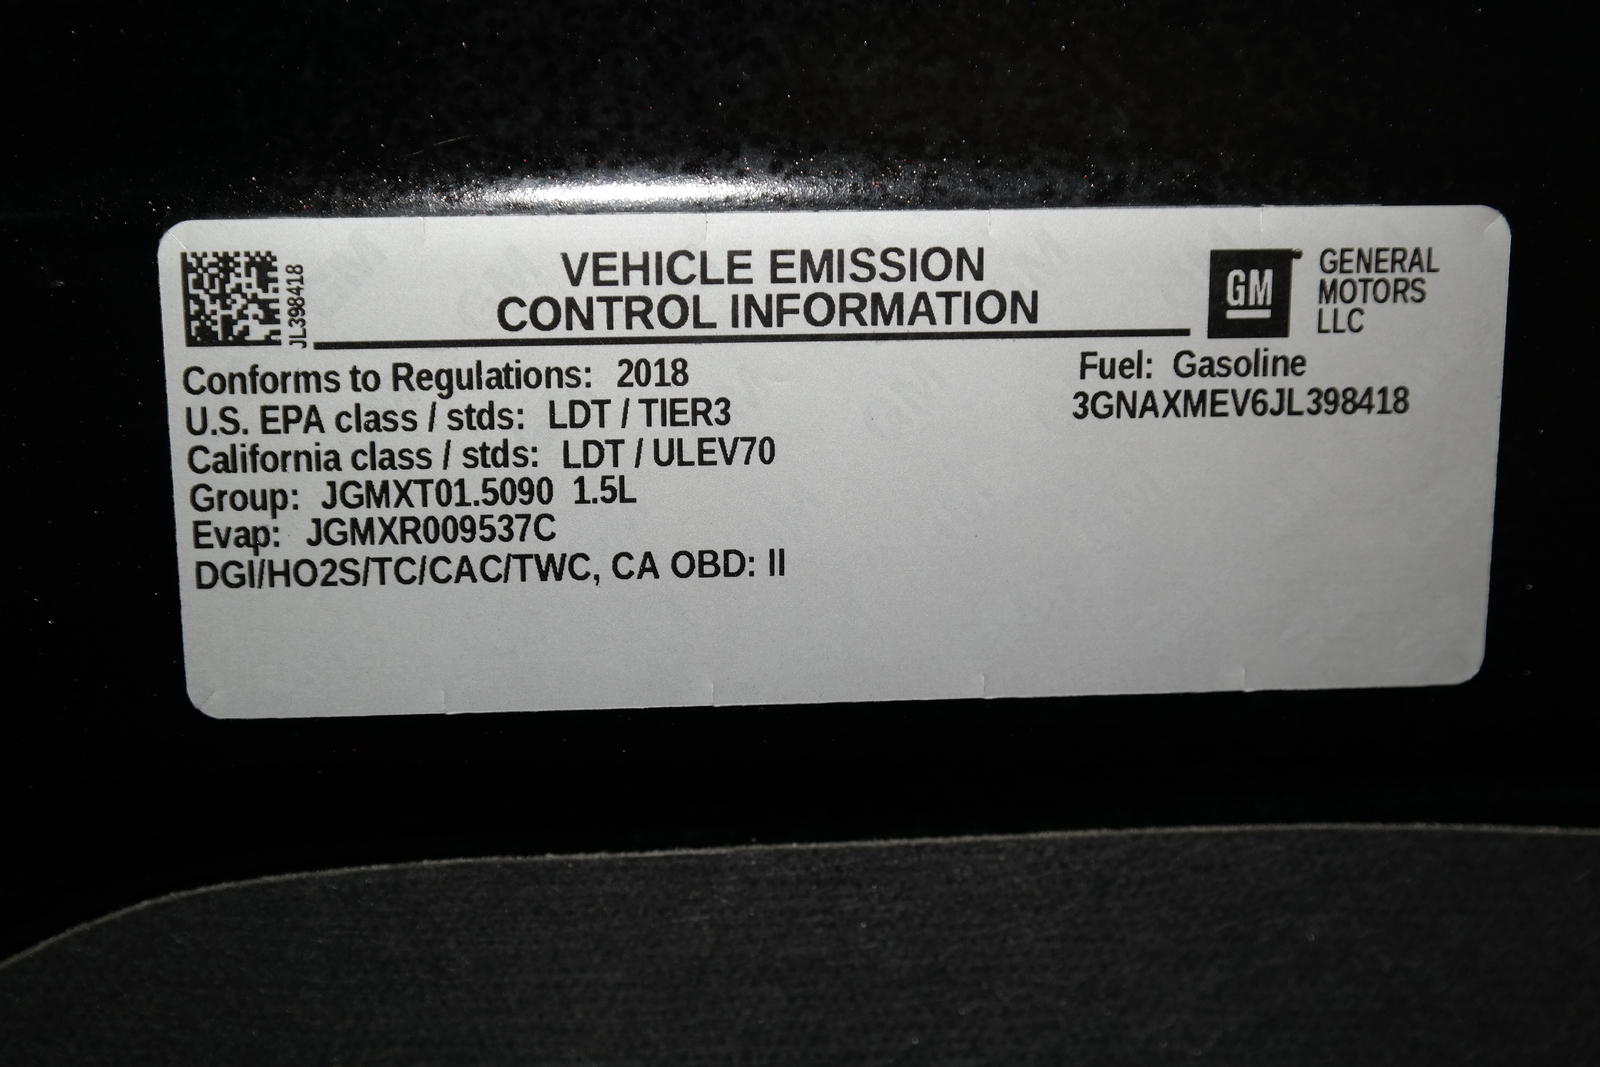 JL398418
VEHICLE EMISSION
CONTROL INFORMATION
GM
GENERAL
MOTORS
LLC
Conforms to Regulations: 2018
U.S. EPA class / stds: LDT / TIER3
California class / stds: LDT / ULEV70
Group: JGMXT01.5090 1.5L
Evap: JGMXR009537C
DGI/HO2S/TC/CAC/TWC, CA OBD: II
Fuel: Gasoline
3GNAXMEV6JL398418